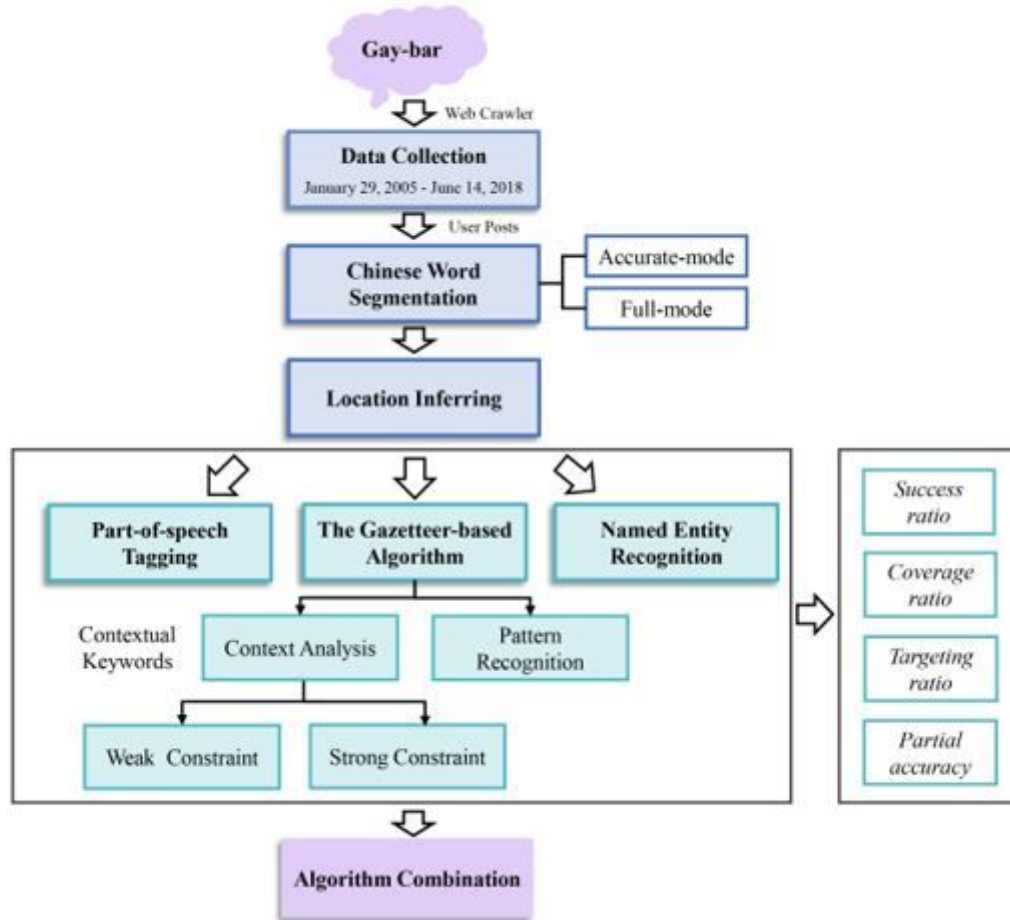 Gay-bar
Web Crawler
Data Collection
January 29, 2005 - June 14, 2018
User Posts
Chinese Word
Segmentation
Accurate-mode
Full-mode
Location Inferring
Part-of-speech
Tagging
The Gazetteer-based
Algorithm
Named Entity
Recognition
Contextual
Keywords
Context Analysis
Pattern
Recognition
Weak Constraint
Strong Constraint
Success
ratio
Coverage
ratio
Targeting
ratio
Partial
accuracy
Algorithm Combination